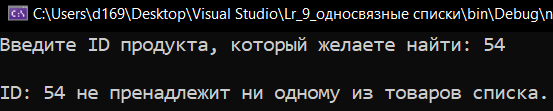 C:\Users\d169\Desktop\Visual Studio\Lr_9_односвязные списки\bin\Debug\n
Введите ID продукта, который желаете найти: 54
ID: 54 не пренадлежит ни одному из товаров списка.